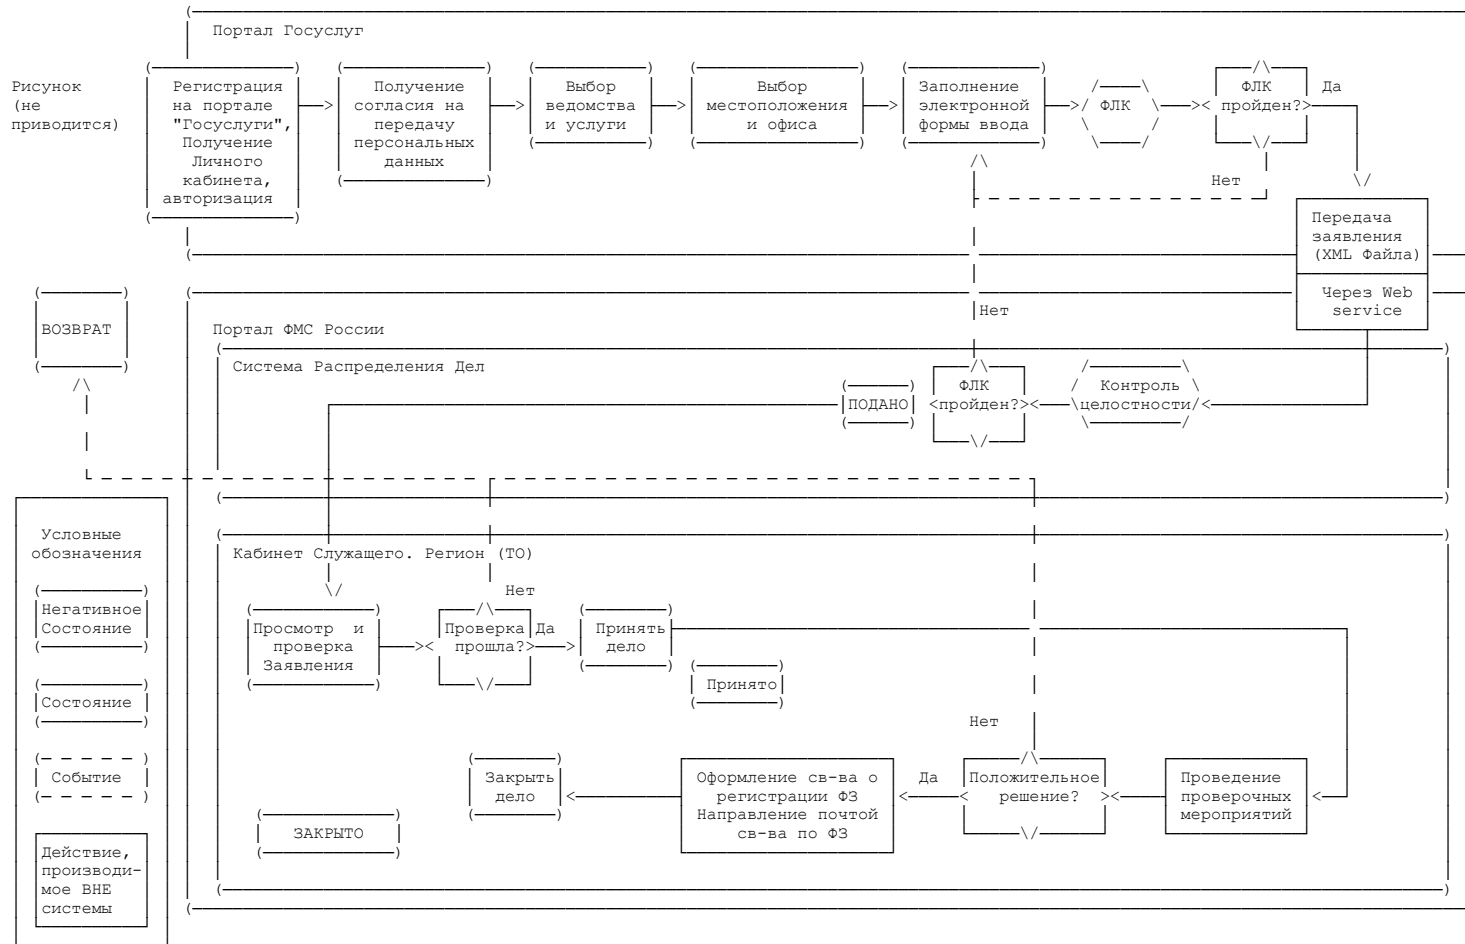 Портал Госуслуг
Рисунок
(не
приводится)
Регистрация
на портале
"Госуслуги",
Получение
Личного
кабинета,
авторизация
Получение
согласия на
передачу
персональных
данных
Выбор
ведомства
и услуги
Выбор
местоположения
и офиса
Заполнение
электронной
формы ввода
ФЛК
ФЛК
пройден?
Да
Нет
Передача
заявления
(XML Файла)
Через Web
service
ВОЗВРАТ
Нет
Портал ФМС России
Система Распределения Дел
ПОДАНО
ФЛК
пройден?
Контроль
целостности
Условные
обозначения
Негативное
Состояние
Состояние
Событие
Действие,
производи-
мое ВНЕ
системы
Кабинет Служащего. Регион (ТО)
Нет
Просмотр и
проверка
Заявления
Проверка
прошла?
Да
Принять
дело
Принято
Нет
Закрыть
дело
Оформление св-ва о
регистрации ФЗ
Направление почтой
св-ва по ФЗ
Да
Положительное
решение?
Проведение
проверочных
мероприятий
ЗАКРЫТО